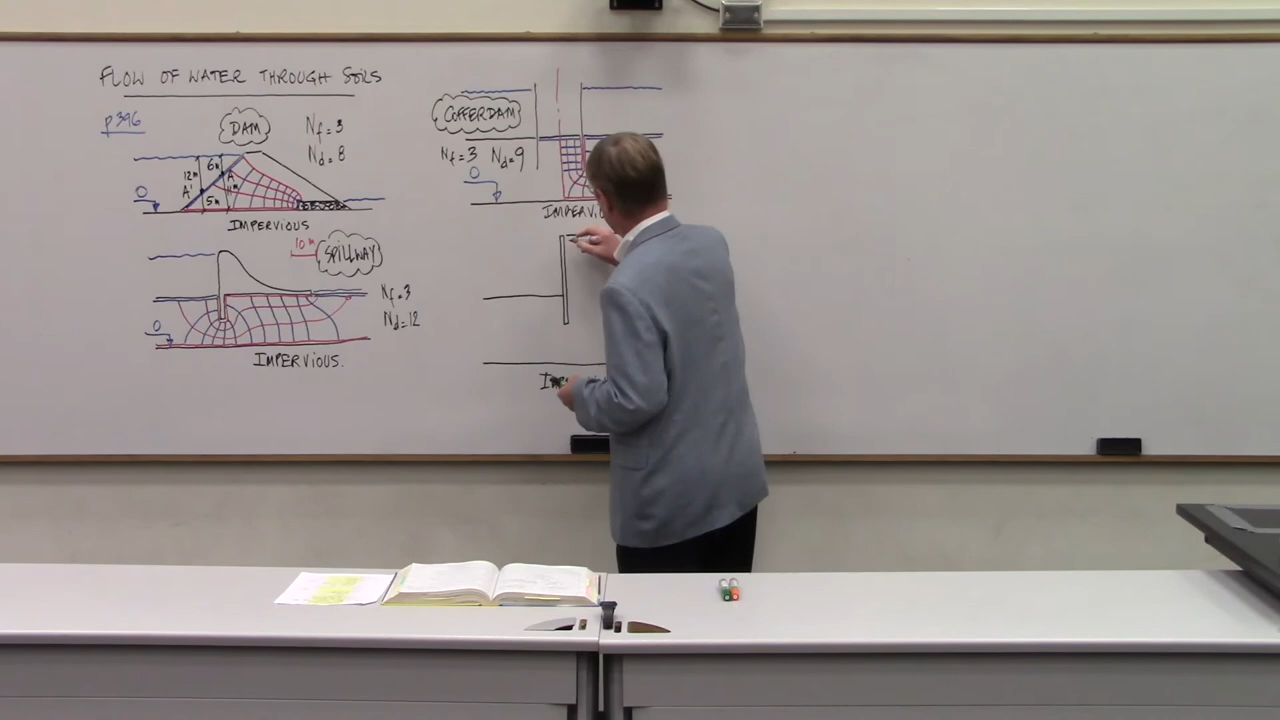 FLOW OF WATER THROUGH SOILS
p396
DAM
Nf=3
Nd=8
6m
12m
A
A'
5m
0
IMPERVIOUS
10 m
SPILLWAY
Nf=3
Nd=12
0
IMPERVIOUS.
COFFERDAM
Nf=3 Nd=9
0